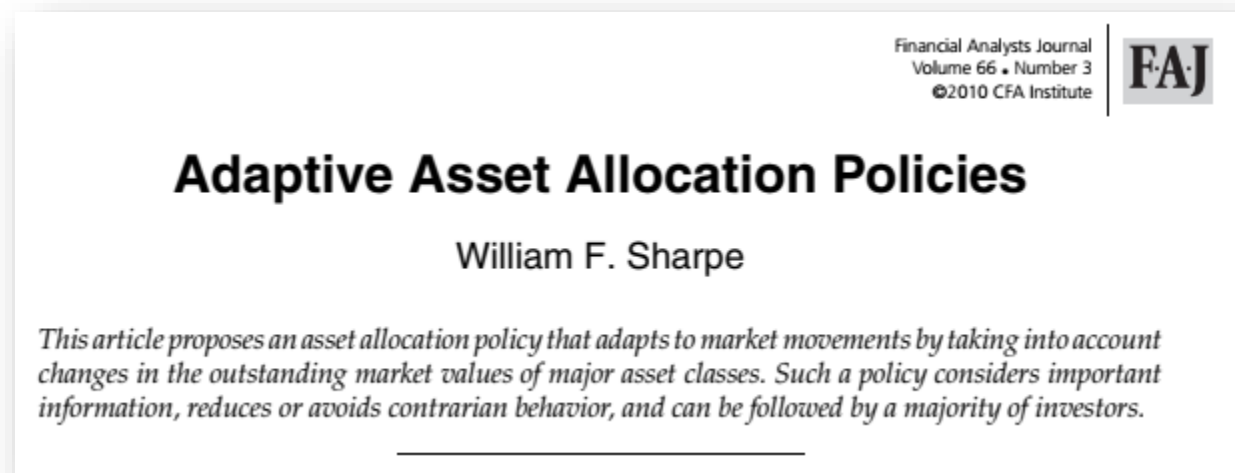 Financial Analysts Journal
Volume 66 • Number 3
©2010 CFA Institute
F·A·J
Adaptive Asset Allocation Policies
William F. Sharpe
This article proposes an asset allocation policy that adapts to market movements by taking into account
changes in the outstanding market values of major asset classes. Such a policy considers important
information, reduces or avoids contrarian behavior, and can be followed by a majority of investors.